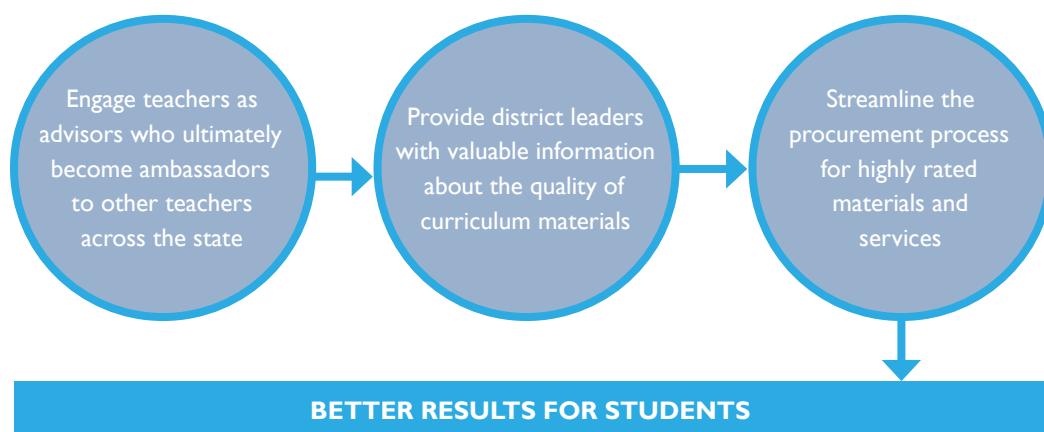 Engage teachers as
advisors who ultimately
become ambassadors
to other teachers
across the state
Provide district leaders
with valuable information
about the quality of
curriculum materials
Streamline the
procurement process
for highly rated
materials and
services
BETTER RESULTS FOR STUDENTS